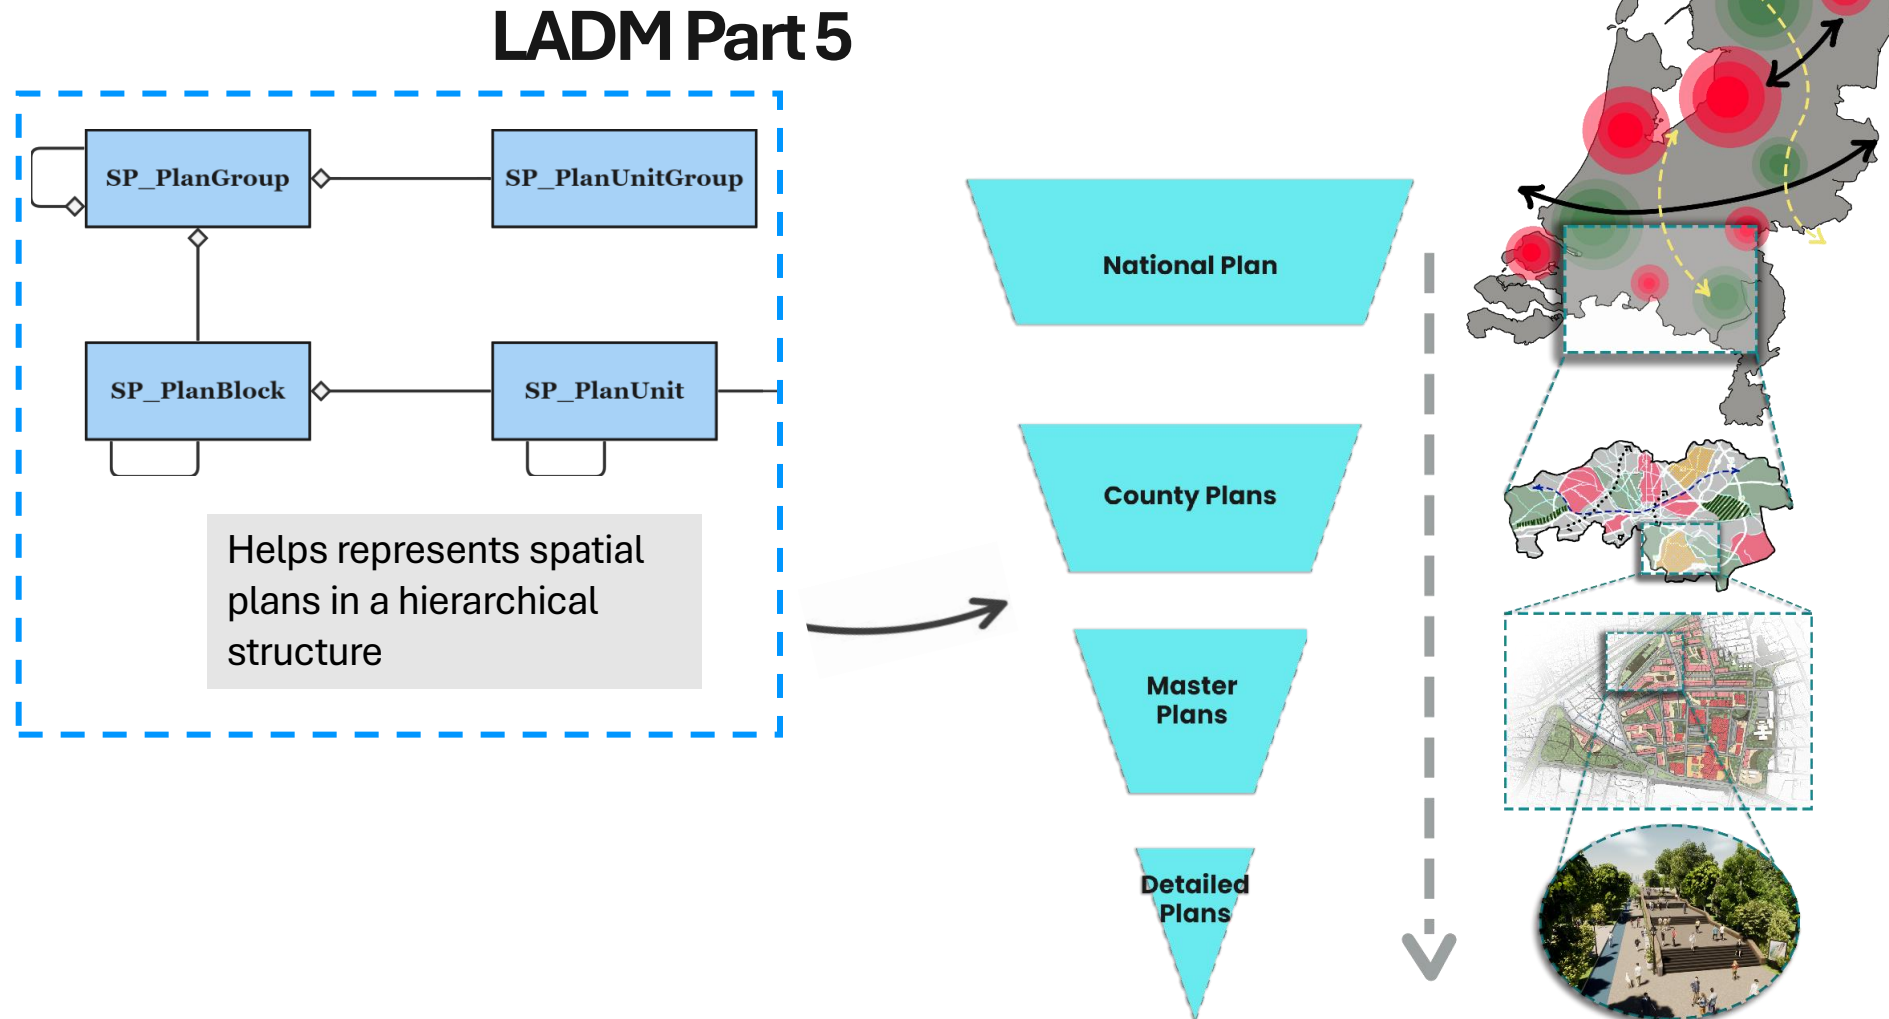 LADM Part 5
SP_PlanGroup
SP_PlanUnitGroup
SP_PlanBlock
SP_PlanUnit
Helps represents spatial
plans in a hierarchical
structure
National Plan
County Plans
Master
Plans
Detailed
Plans